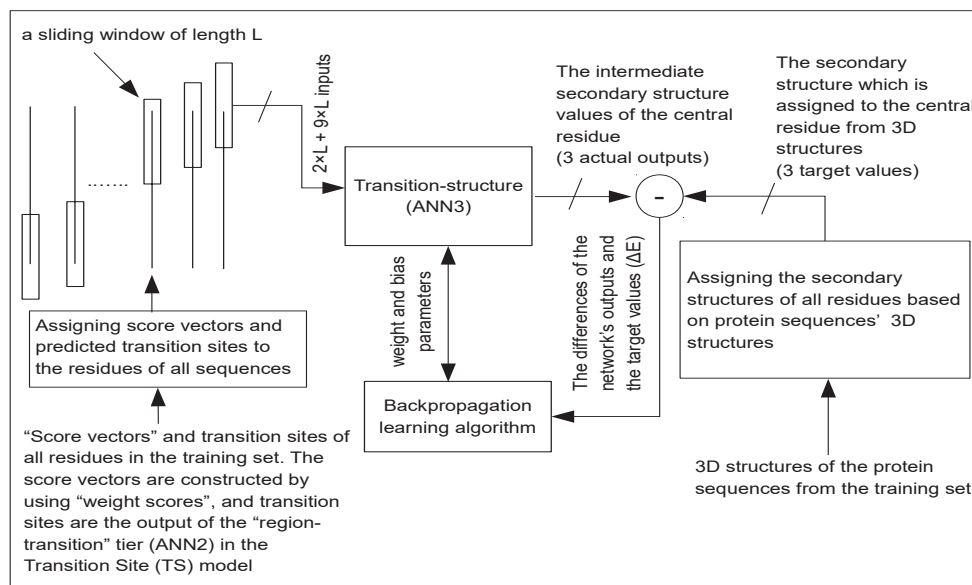 a sliding window of length L
........
2×L + 9×L inputs
Transition-structure
(ANN3)
The intermediate
secondary structure
values of the central
residue
(3 actual outputs)
-
The secondary
structure which is
assigned to the central
residue from 3D
structures
(3 target values)
Assigning score vectors and
predicted transition sites to
the residues of all sequences
weight and bias
parameters
The differences of the
network's outputs and
the target values (ΔE)
Assigning the secondary
structures of all residues based
on protein sequences’ 3D
structures
Backpropagation
learning algorithm
“Score vectors” and transition sites of
all residues in the training set. The
score vectors are constructed by
using “weight scores”, and transition
sites are the output of the “region-
transition” tier (ANN2) in the
Transition Site (TS) model
3D structures of the protein
sequences from the training set